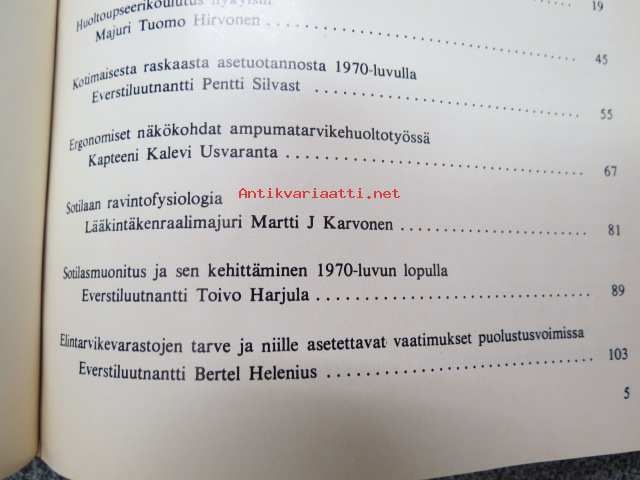 Huoltoupseerikoulutus nykyisin
19
Majuri Tuomo Hirvonen
45
Kotimaisesta raskaasta asetuotannosta 1970-luvulla
Everstiluutnantti Pentti Silvast
55
Ergonomiset näkökohdat ampumatarvikehuoltotyössä
Kapteeni Kalevi Usvaranta
67
Antikvariaatti.net
Sotilaan ravintofysiologia
Lääkintäkenraalimajuri Martti J Karvonen
81
Sotilasmuonitus ja sen kehittäminen 1970-luvun lopulla
Everstiluutnantti Toivo Harjula
89
Elintarvikevarastojen tarve ja niille asetettavat vaatimukset puolustusvoimissa
Everstiluutnantti Bertel Helenius
103
5